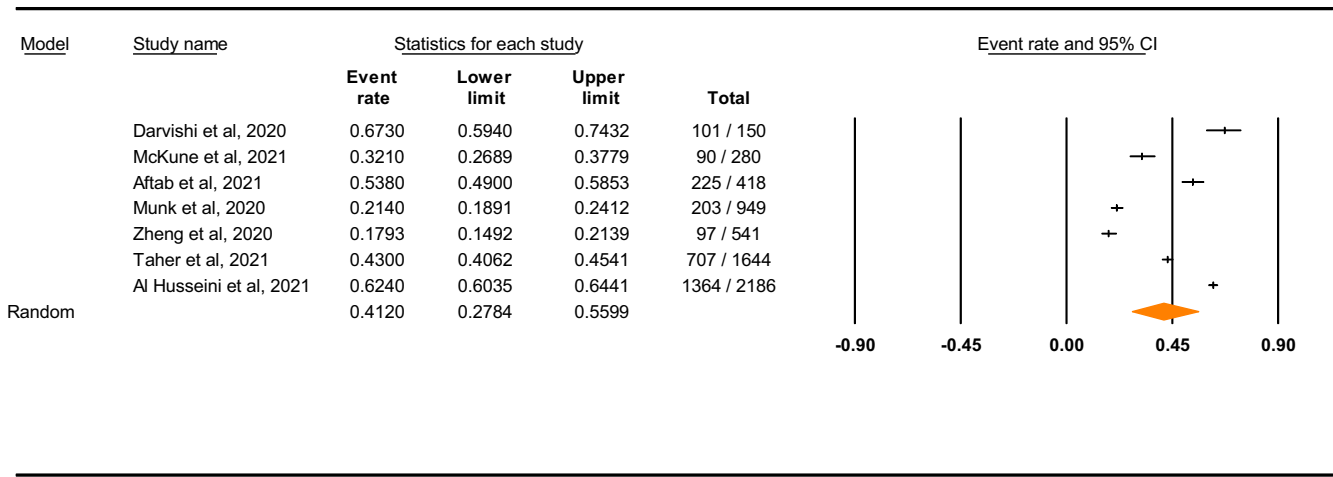 Model Study name Statistics for each study Event rate and 95% CI
Event Lower Upper
rate limit limit Total
Darvishi et al, 2020 0.6730 0.5940 0.7432 101 / 150
McKune et al, 2021 0.3210 0.2689 0.3779 90 / 280
Aftab et al, 2021 0.5380 0.4900 0.5853 225 / 418
Munk et al, 2020 0.2140 0.1891 0.2412 203 / 949
Zheng et al, 2020 0.1793 0.1492 0.2139 97 / 541
Taher et al, 2021 0.4300 0.4062 0.4541 707 / 1644
Al Husseini et al, 2021 0.6240 0.6035 0.6441 1364 / 2186
Random 0.4120 0.2784 0.5599
-0.90 -0.45 0.00 0.45 0.90